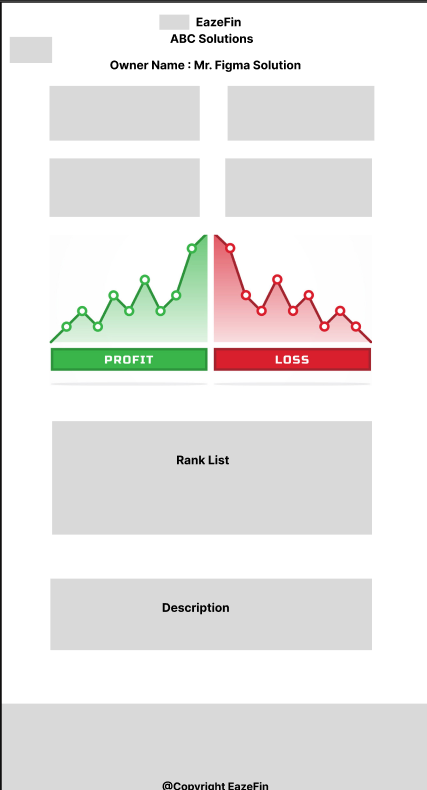 EazeFin
ABC Solutions
Owner Name : Mr. Figma Solution
PROFIT
LOSS
Rank List
Description
@Copyright EazeFin